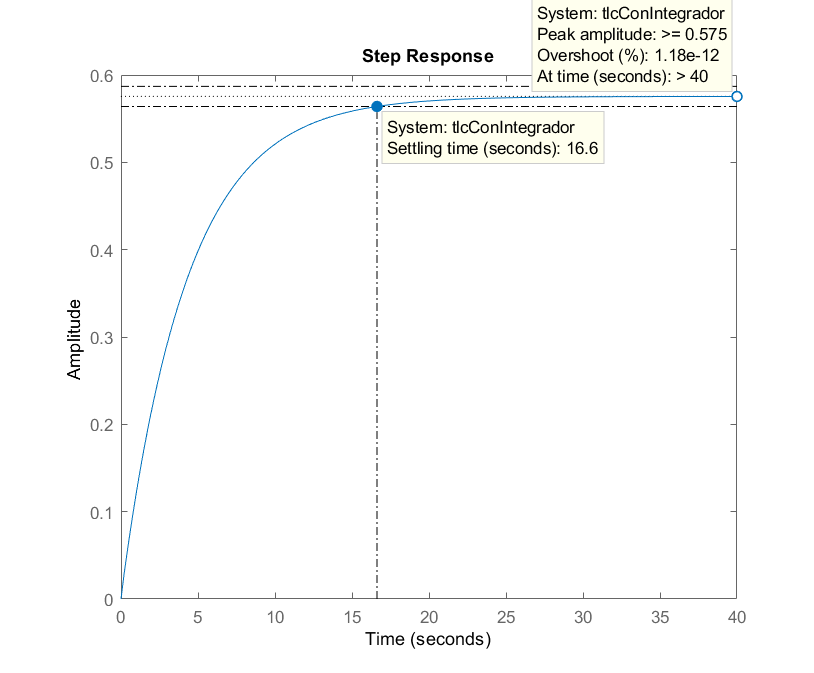 System: tlcConIntegrador
Peak amplitude: >= 0.575
Overshoot (%): 1.18e-12
At time (seconds): > 40
Step Response
System: tlcConIntegrador
Settling time (seconds): 16.6
Amplitude
0.6
0.5
0.4
0.3
0.2
0.1
0
0 5 10 15 20 25 30 35 40
Time (seconds)